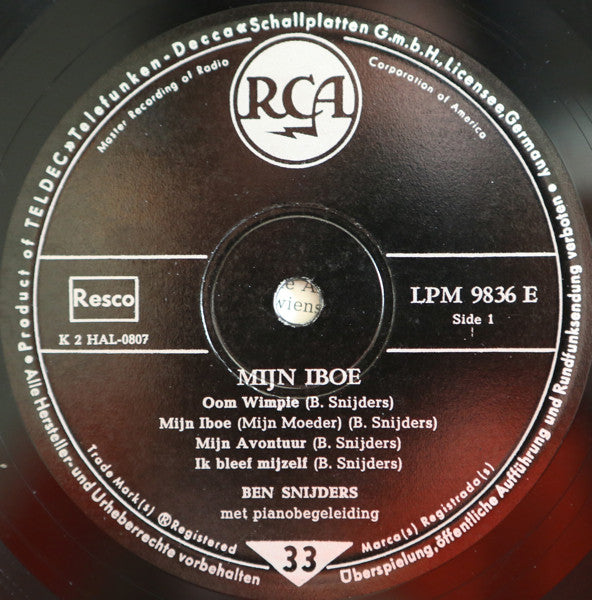 ★ Product of TELDEC »Telefunken - Decca« Schallplatten G.m.b.H., Licensee, Germany ★
Master Recording of Radio
Corporation of America
RCA
Resco
K 2 HAL-0807
LPM 9836 E
Side 1
wiens
MIJN IBOE
Oom Wimpie (B. Snijders)
Mijn Iboe (Mijn Moeder) (B. Snijders)
Mijn Avontuur (B. Snijders)
Ik bleef mijzelf (B. Snijders)
BEN SNIJDERS
met pianobegeleiding
Trade Mark(s) ®Registered
Marca(s) Registrada(s)
33
Alle Hersteller- und Urheberrechte vorbehalten
Überspielung, öffentliche Aufführung und Rundfunksendung verboten